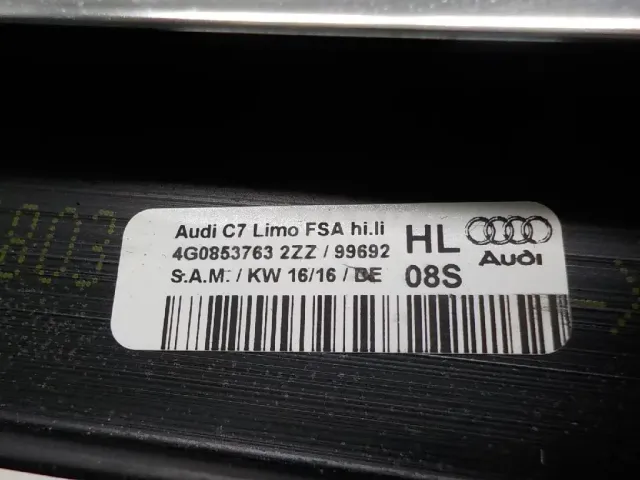 Audi C7 Limo FSA hi.li
4G0853763 2ZZ / 99692
S.A.M. / KW 16/16 / DE
HL
08S
Audi